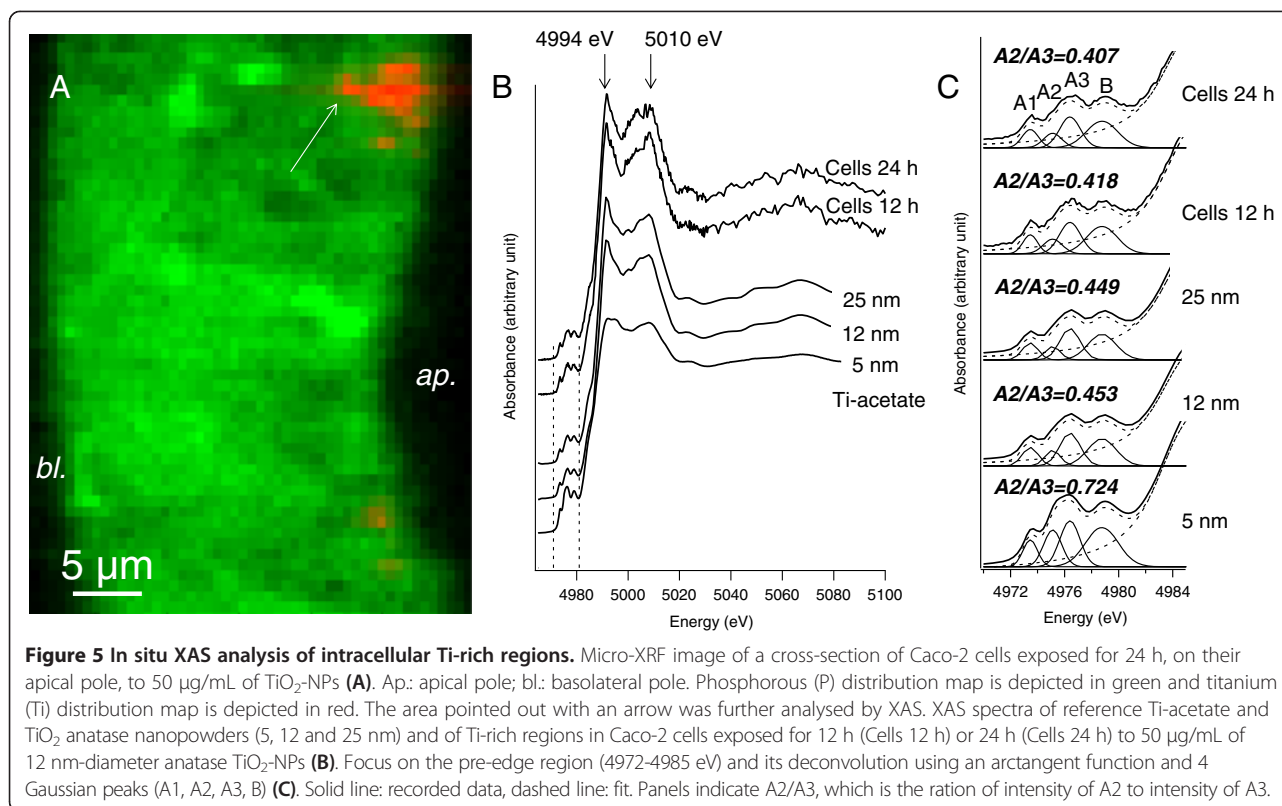 A
ap.
bl.
5 µm
B
4994 eV 5010 eV
Absorbance (arbitrary unit)
Cells 24 h
Cells 12 h
25 nm
12 nm
5 nm
Ti-acetate
4980 5000 5020 5040 5060 5080 5100
Energy (eV)
C
Absorbance (arbitrary unit)
A2/A3=0.407
A1 A2 A3 B
Cells 24 h
A2/A3=0.418
Cells 12 h
A2/A3=0.449
25 nm
A2/A3=0.453
12 nm
A2/A3=0.724
5 nm
4972 4976 4980 4984
Energy (eV)
Figure 5 In situ XAS analysis of intracellular Ti-rich regions. Micro-XRF image of a cross-section of Caco-2 cells exposed for 24 h, on their
apical pole, to 50 µg/mL of TiO₂-NPs (A). Ap.: apical pole; bl.: basolateral pole. Phosphorous (P) distribution map is depicted in green and titanium
(Ti) distribution map is depicted in red. The area pointed out with an arrow was further analysed by XAS. XAS spectra of reference Ti-acetate and
TiO₂ anatase nanopowders (5, 12 and 25 nm) and of Ti-rich regions in Caco-2 cells exposed for 12 h (Cells 12 h) or 24 h (Cells 24 h) to 50 µg/mL of
12 nm-diameter anatase TiO₂-NPs (B). Focus on the pre-edge region (4972-4985 eV) and its deconvolution using an arctangent function and 4
Gaussian peaks (A1, A2, A3, B) (C). Solid line: recorded data, dashed line: fit. Panels indicate A2/A3, which is the ration of intensity of A2 to intensity of A3.